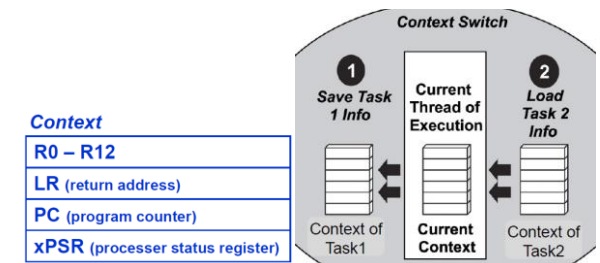 Context
R0 – R12
LR (return address)
PC (program counter)
xPSR (processer status register)
Context Switch
1
Save Task
1 Info
Current
Thread of
Execution
2
Load
Task 2
Info
Context of
Task1
Current
Context
Context of
Task2